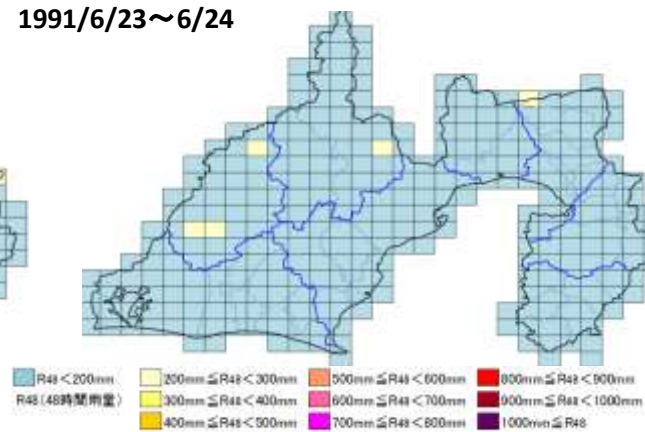 1991/6/23～6/24
R48＜200mm 200mm≦R48＜300mm 500mm≦R48＜600mm 800mm≦R48＜900mm
R48(48時間雨量) 300mm≦R48＜400mm 600mm≦R48＜700mm 900mm≦R48＜1000mm
400mm≦R48＜500mm 700mm≦R48＜800mm 1000mm≦R48